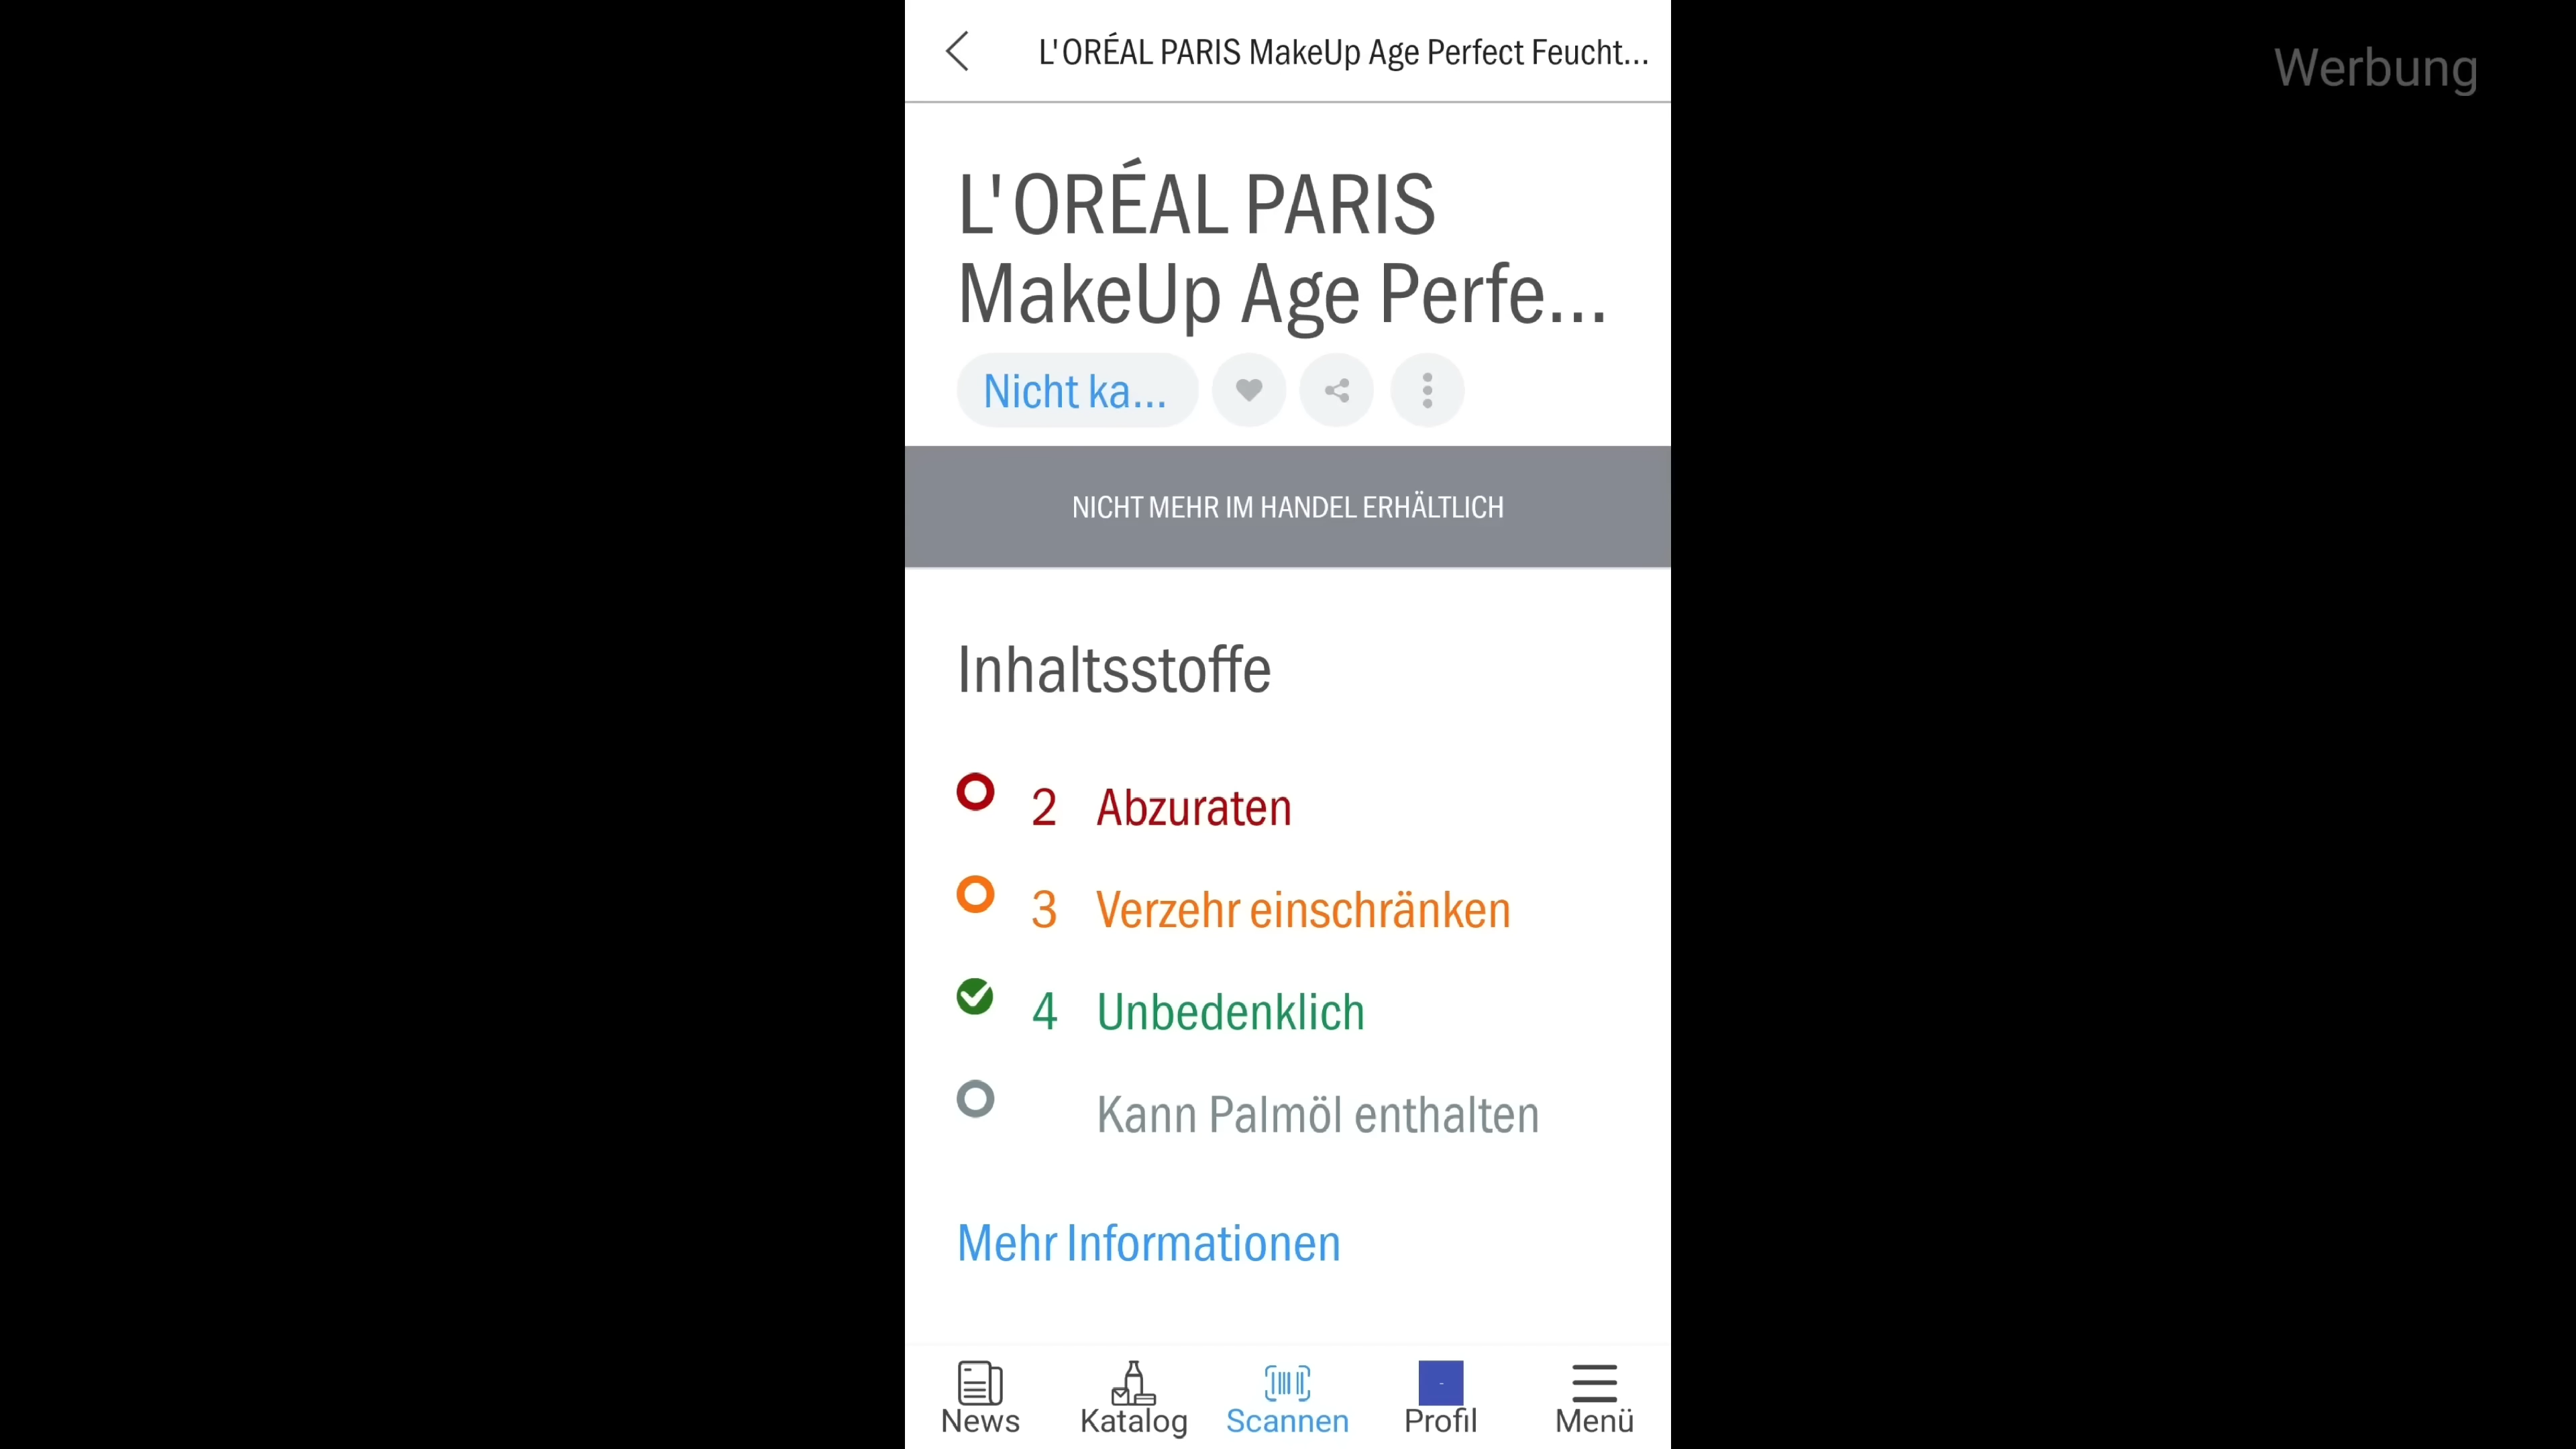 L'ORÉAL PARIS MakeUp Age Perfect Feucht...
Werbung
L'ORÉAL PARIS
MakeUp Age Perfe...
Nicht ka...
NICHT MEHR IM HANDEL ERHÄLTLICH
Inhaltsstoffe
2 Abzuraten
3 Verzehr einschränken
4 Unbedenklich
Kann Palmöl enthalten
Mehr Informationen
News Katalog Scannen Profil Menü